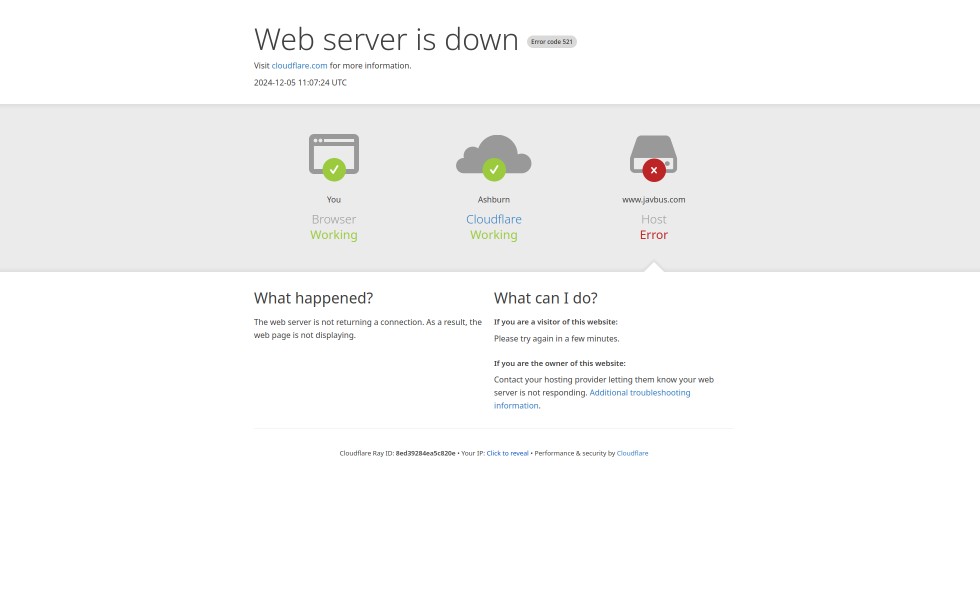 Web server is down Error code 521
Visit cloudflare.com for more information.
2024-12-05 11:07:24 UTC
You
Browser
Working
Ashburn
Cloudflare
Working
www.javbus.com
Host
Error
What happened?
The web server is not returning a connection. As a result, the
web page is not displaying.
What can I do?
If you are a visitor of this website:
Please try again in a few minutes.
If you are the owner of this website:
Contact your hosting provider letting them know your web
server is not responding. Additional troubleshooting
information.
Cloudflare Ray ID: 8ed39284ea5c820e • Your IP: Click to reveal • Performance & security by Cloudflare